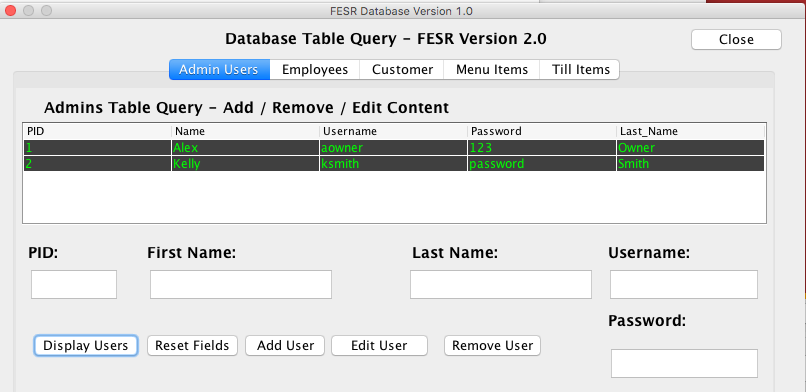 FESR Database Version 1.0
Database Table Query - FESR Version 2.0
Close
Admin Users Employees Customer Menu Items Till Items
Admins Table Query - Add / Remove / Edit Content
PID Name Username Password Last_Name
1 Alex aowner 123 Owner
2 Kelly ksmith password Smith
PID: First Name: Last Name: Username:
Password:
Display Users Reset Fields Add User Edit User Remove User